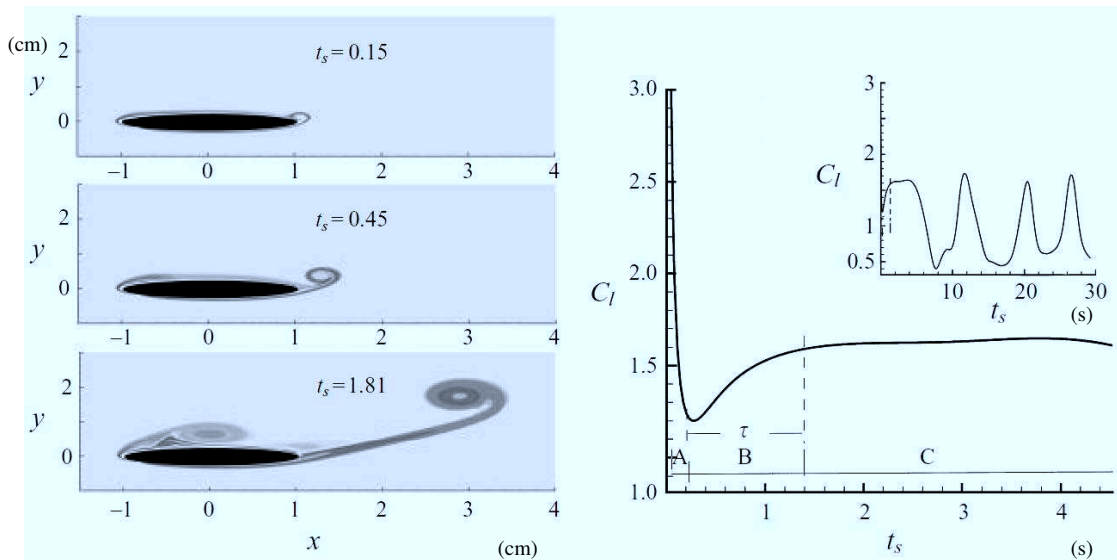 (cm)
2
y
0
t_s = 0.15
−1 0 1 2 3 4
2
y
0
t_s = 0.45
−1 0 1 2 3 4
2
y
0
t_s = 1.81
−1 0 1 2 3 4
x
(cm)
3.0
2.5
2.0
C_l
1.5
1.0
τ
A B C
1 2 3 4
t_s
(s)
3
2
C_l
1
0.5
10 20 30
t_s
(s)